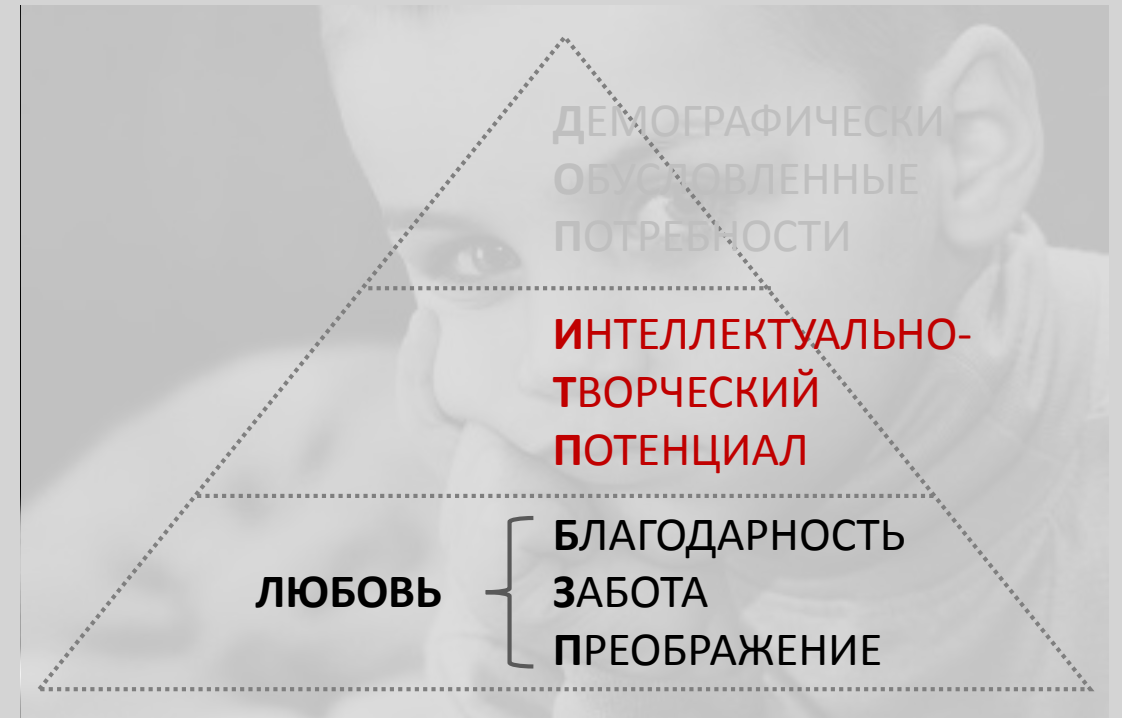 ДЕМОГРАФИЧЕСКИ
ОБУСЛОВЛЕННЫЕ
ПОТРЕБНОСТИ
ИНТЕЛЛЕКТУАЛЬНО-
ТВОРЧЕСКИЙ
ПОТЕНЦИАЛ
БЛАГОДАРНОСТЬ
ЛЮБОВЬ ЗАБОТА
ПРЕОБРАЖЕНИЕ